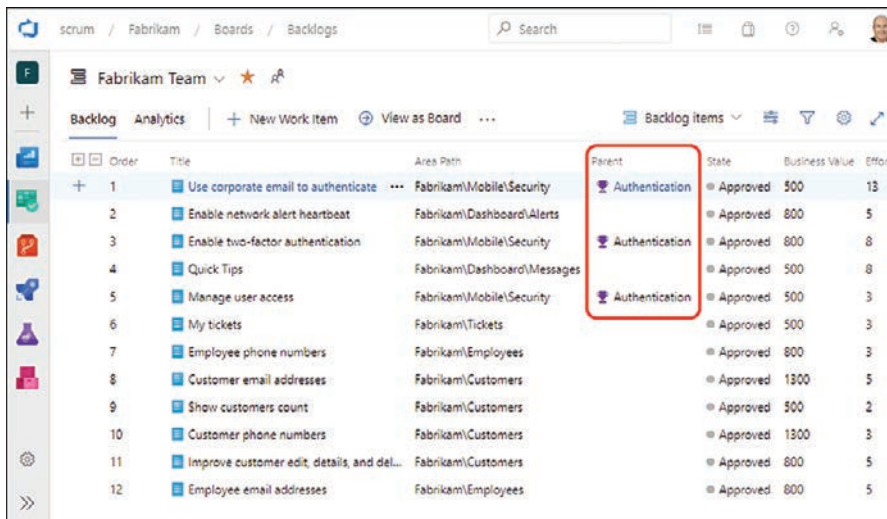 scrum / Fabrikam / Boards / Backlogs Search
F Fabrikam Team
Backlog Analytics + New Work Item View as Board ... Backlog items
Order Title Area Path Parent State Business Value Effor
1 Use corporate email to authenticate ... Fabrikam\Mobile\Security Authentication Approved 500 13
2 Enable network alert heartbeat Fabrikam\Dashboard\Alerts Approved 800 5
3 Enable two-factor authentication Fabrikam\Mobile\Security Authentication Approved 800 8
4 Quick Tips Fabrikam\Dashboard\Messages Approved 500 8
5 Manage user access Fabrikam\Mobile\Security Authentication Approved 500 3
6 My tickets Fabrikam\Tickets Approved 500 3
7 Employee phone numbers Fabrikam\Employees Approved 800 3
8 Customer email addresses Fabrikam\Customers Approved 1300 5
9 Show customers count Fabrikam\Customers Approved 500 2
10 Customer phone numbers Fabrikam\Customers Approved 1300 3
11 Improve customer edit, details, and del... Fabrikam\Customers Approved 800 5
12 Employee email addresses Fabrikam\Employees Approved 800 5